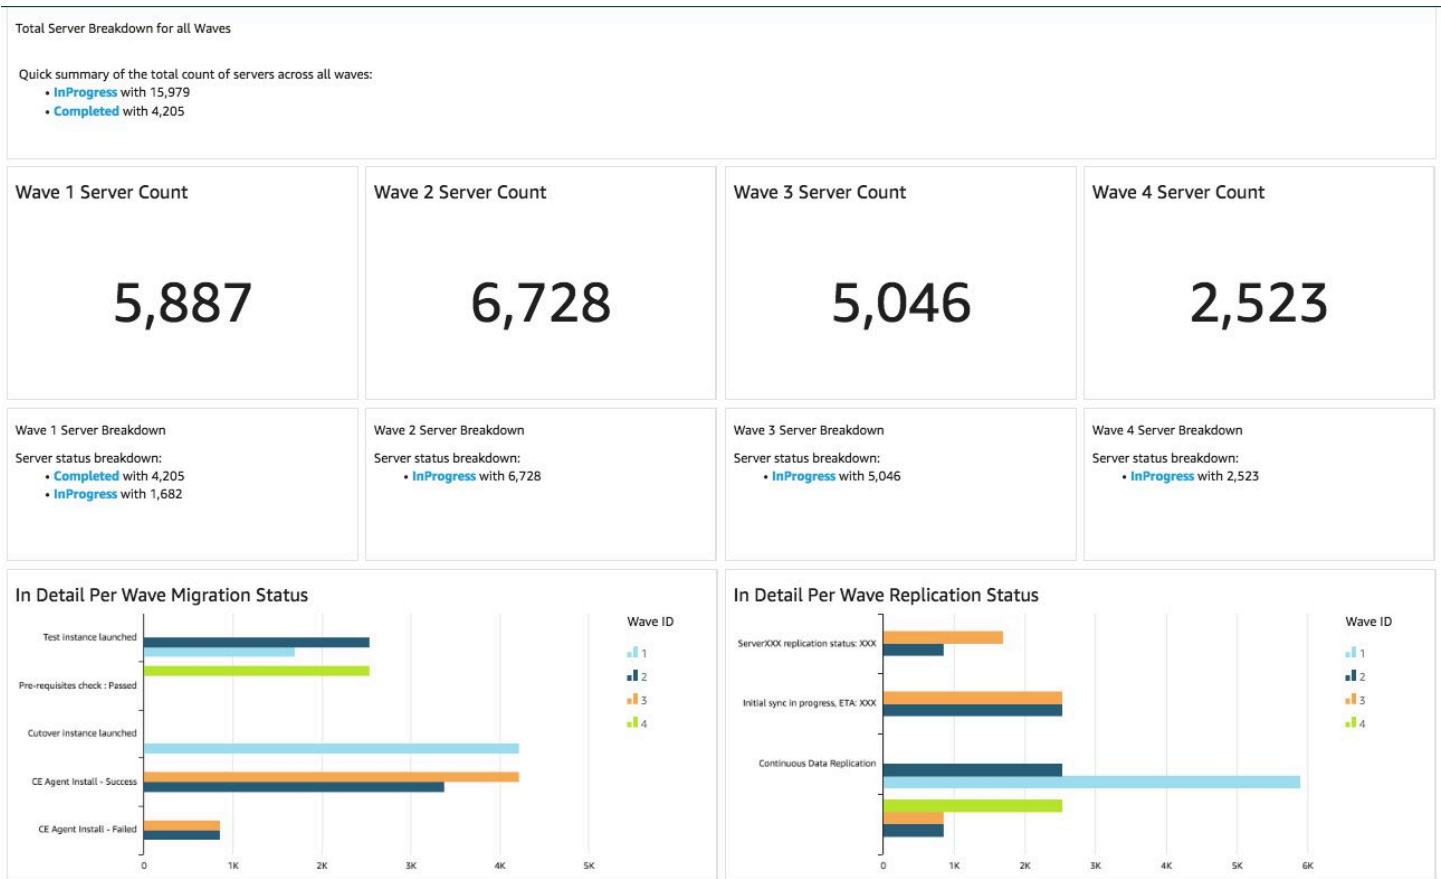 Total Server Breakdown for all Waves
Quick summary of the total count of servers across all waves:
• InProgress with 15,979
• Completed with 4,205
Wave 1 Server Count
5,887
Wave 2 Server Count
6,728
Wave 3 Server Count
5,046
Wave 4 Server Count
2,523
Wave 1 Server Breakdown
Server status breakdown:
• Completed with 4,205
• InProgress with 1,682
Wave 2 Server Breakdown
Server status breakdown:
• InProgress with 6,728
Wave 3 Server Breakdown
Server status breakdown:
• InProgress with 5,046
Wave 4 Server Breakdown
Server status breakdown:
• InProgress with 2,523
In Detail Per Wave Migration Status
Test instance launched
Pre-requisites check : Passed
Cutover instance launched
CE Agent Install - Success
CE Agent Install - Failed
0 1K 2K 3K 4K 5K
Wave ID
1
2
3
4
In Detail Per Wave Replication Status
ServerXXX replication status: XXX
Initial sync in progress, ETA: XXX
Continuous Data Replication
0 1K 2K 3K 4K 5K 6K
Wave ID
1
2
3
4